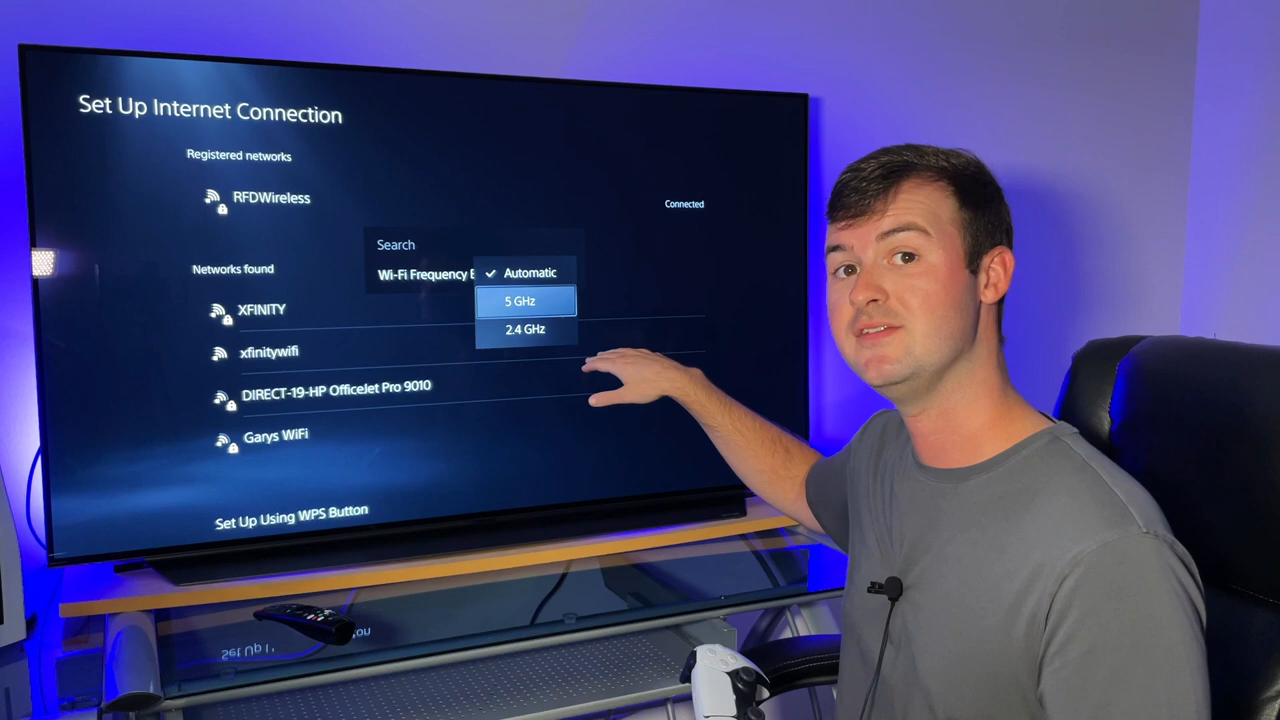 Set Up Internet Connection
Registered networks
RFDWireless
Connected
Search
Wi-Fi Frequency
Automatic
5 GHz
2.4 GHz
Networks found
XFINITY
xfinitywifi
DIRECT-19-HP OfficeJet Pro 9010
Garys WiFi
Set Up Using WPS Button